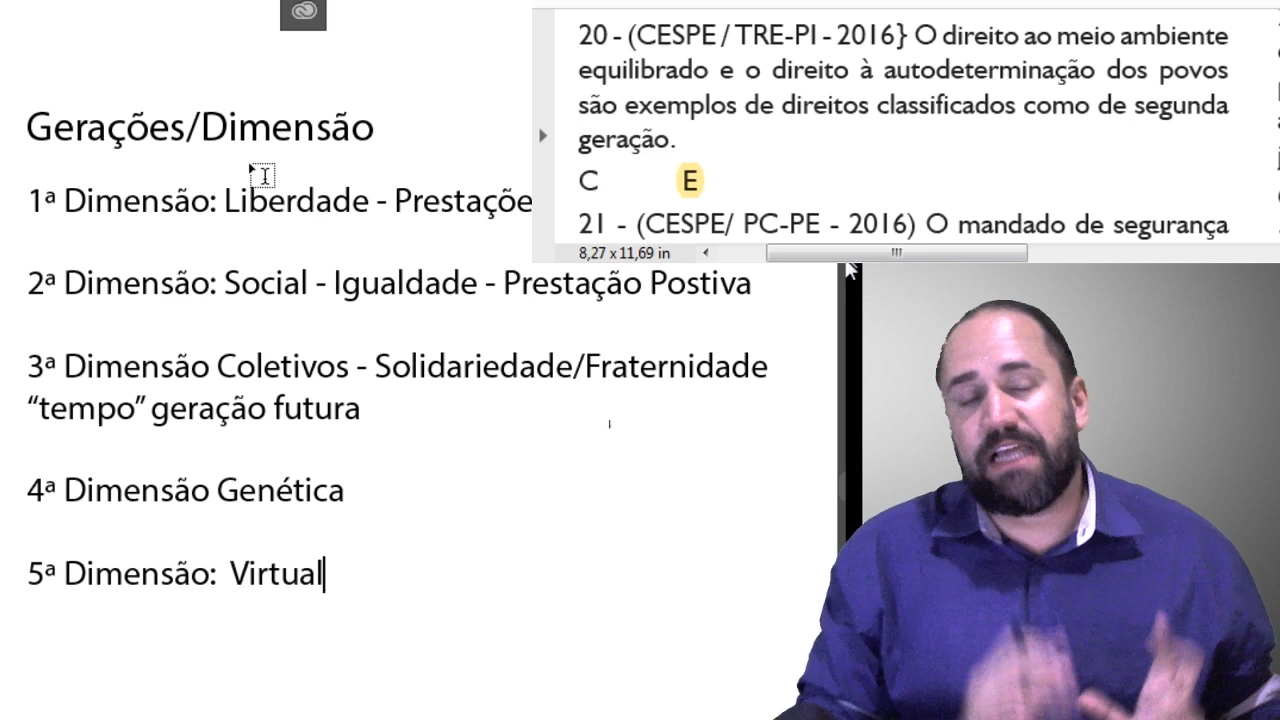 Gerações/Dimensão
1ª Dimensão: Liberdade - Prestaçõe
2ª Dimensão: Social - Igualdade - Prestação Postiva
3ª Dimensão Coletivos - Solidariedade/Fraternidade
“tempo” geração futura
4ª Dimensão Genética
5ª Dimensão:  Virtual
20 - (CESPE / TRE-PI - 2016} O direito ao meio ambiente
equilibrado e o direito à autodeterminação dos povos
são exemplos de direitos classificados como de segunda
geração.
C E
21 - (CESPE/ PC-PE - 2016) O mandado de segurança
8,27 x 11,69 in